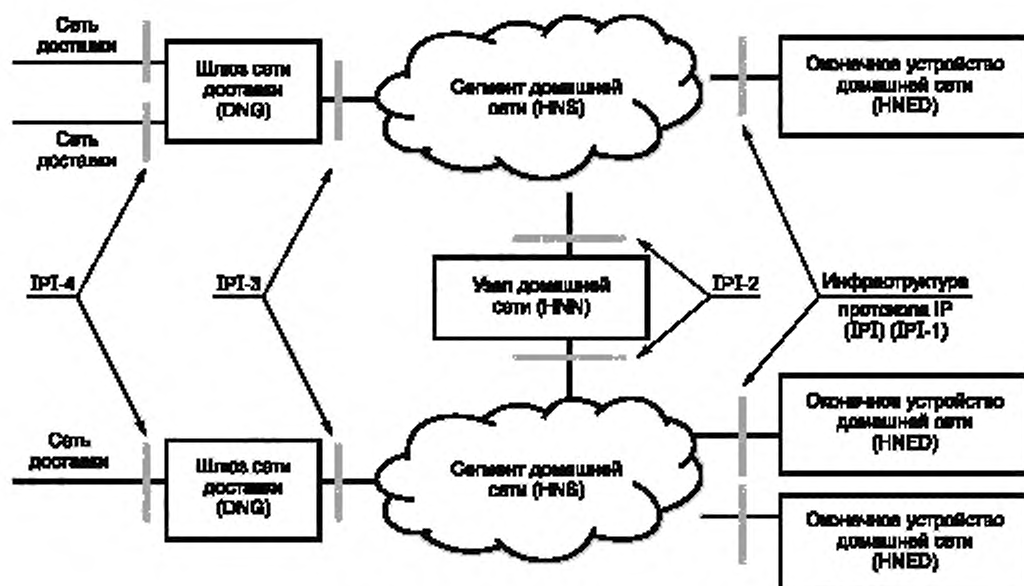 Сеть
доставки
Шлюз сети
доставки
(DNG)
Сеть
доставки
Сегмент домашней
сети (HNS)
Оконечное устройство
домашней сети
(HNED)
IPI-4
IPI-3
Узел домашней
сети (HNN)
IPI-2
Инфраструктура
протокола IP
(IPI) (IPI-1)
Сеть
доставки
Шлюз сети
доставки
(DNG)
Сегмент домашней
сети (HNS)
Оконечное устройство
домашней сети
(HNED)
Оконечное устройство
домашней сети
(HNED)